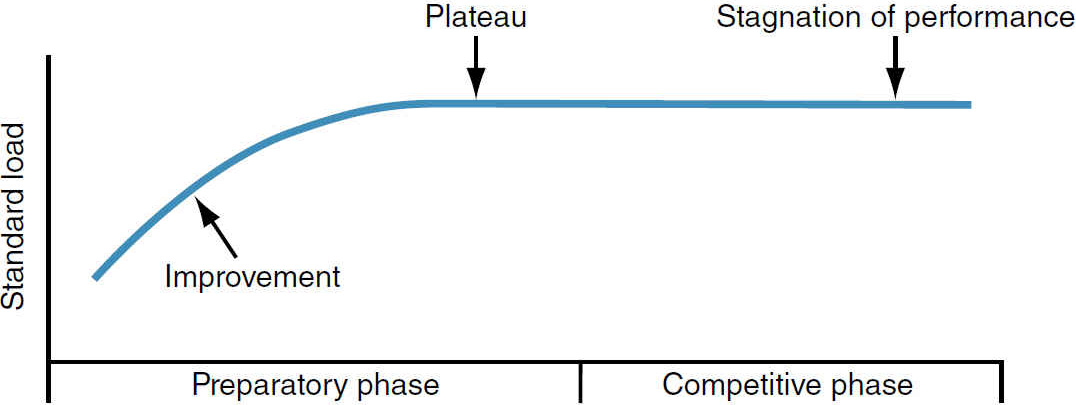 Plateau
Stagnation of performance
Standard load
Improvement
Preparatory phase
Competitive phase